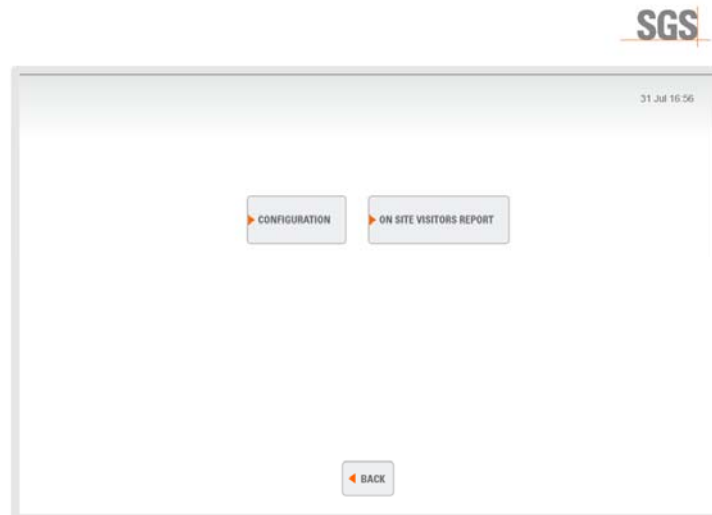 SGS
31 Jul 16:56
CONFIGURATION
ON SITE VISITORS REPORT
BACK